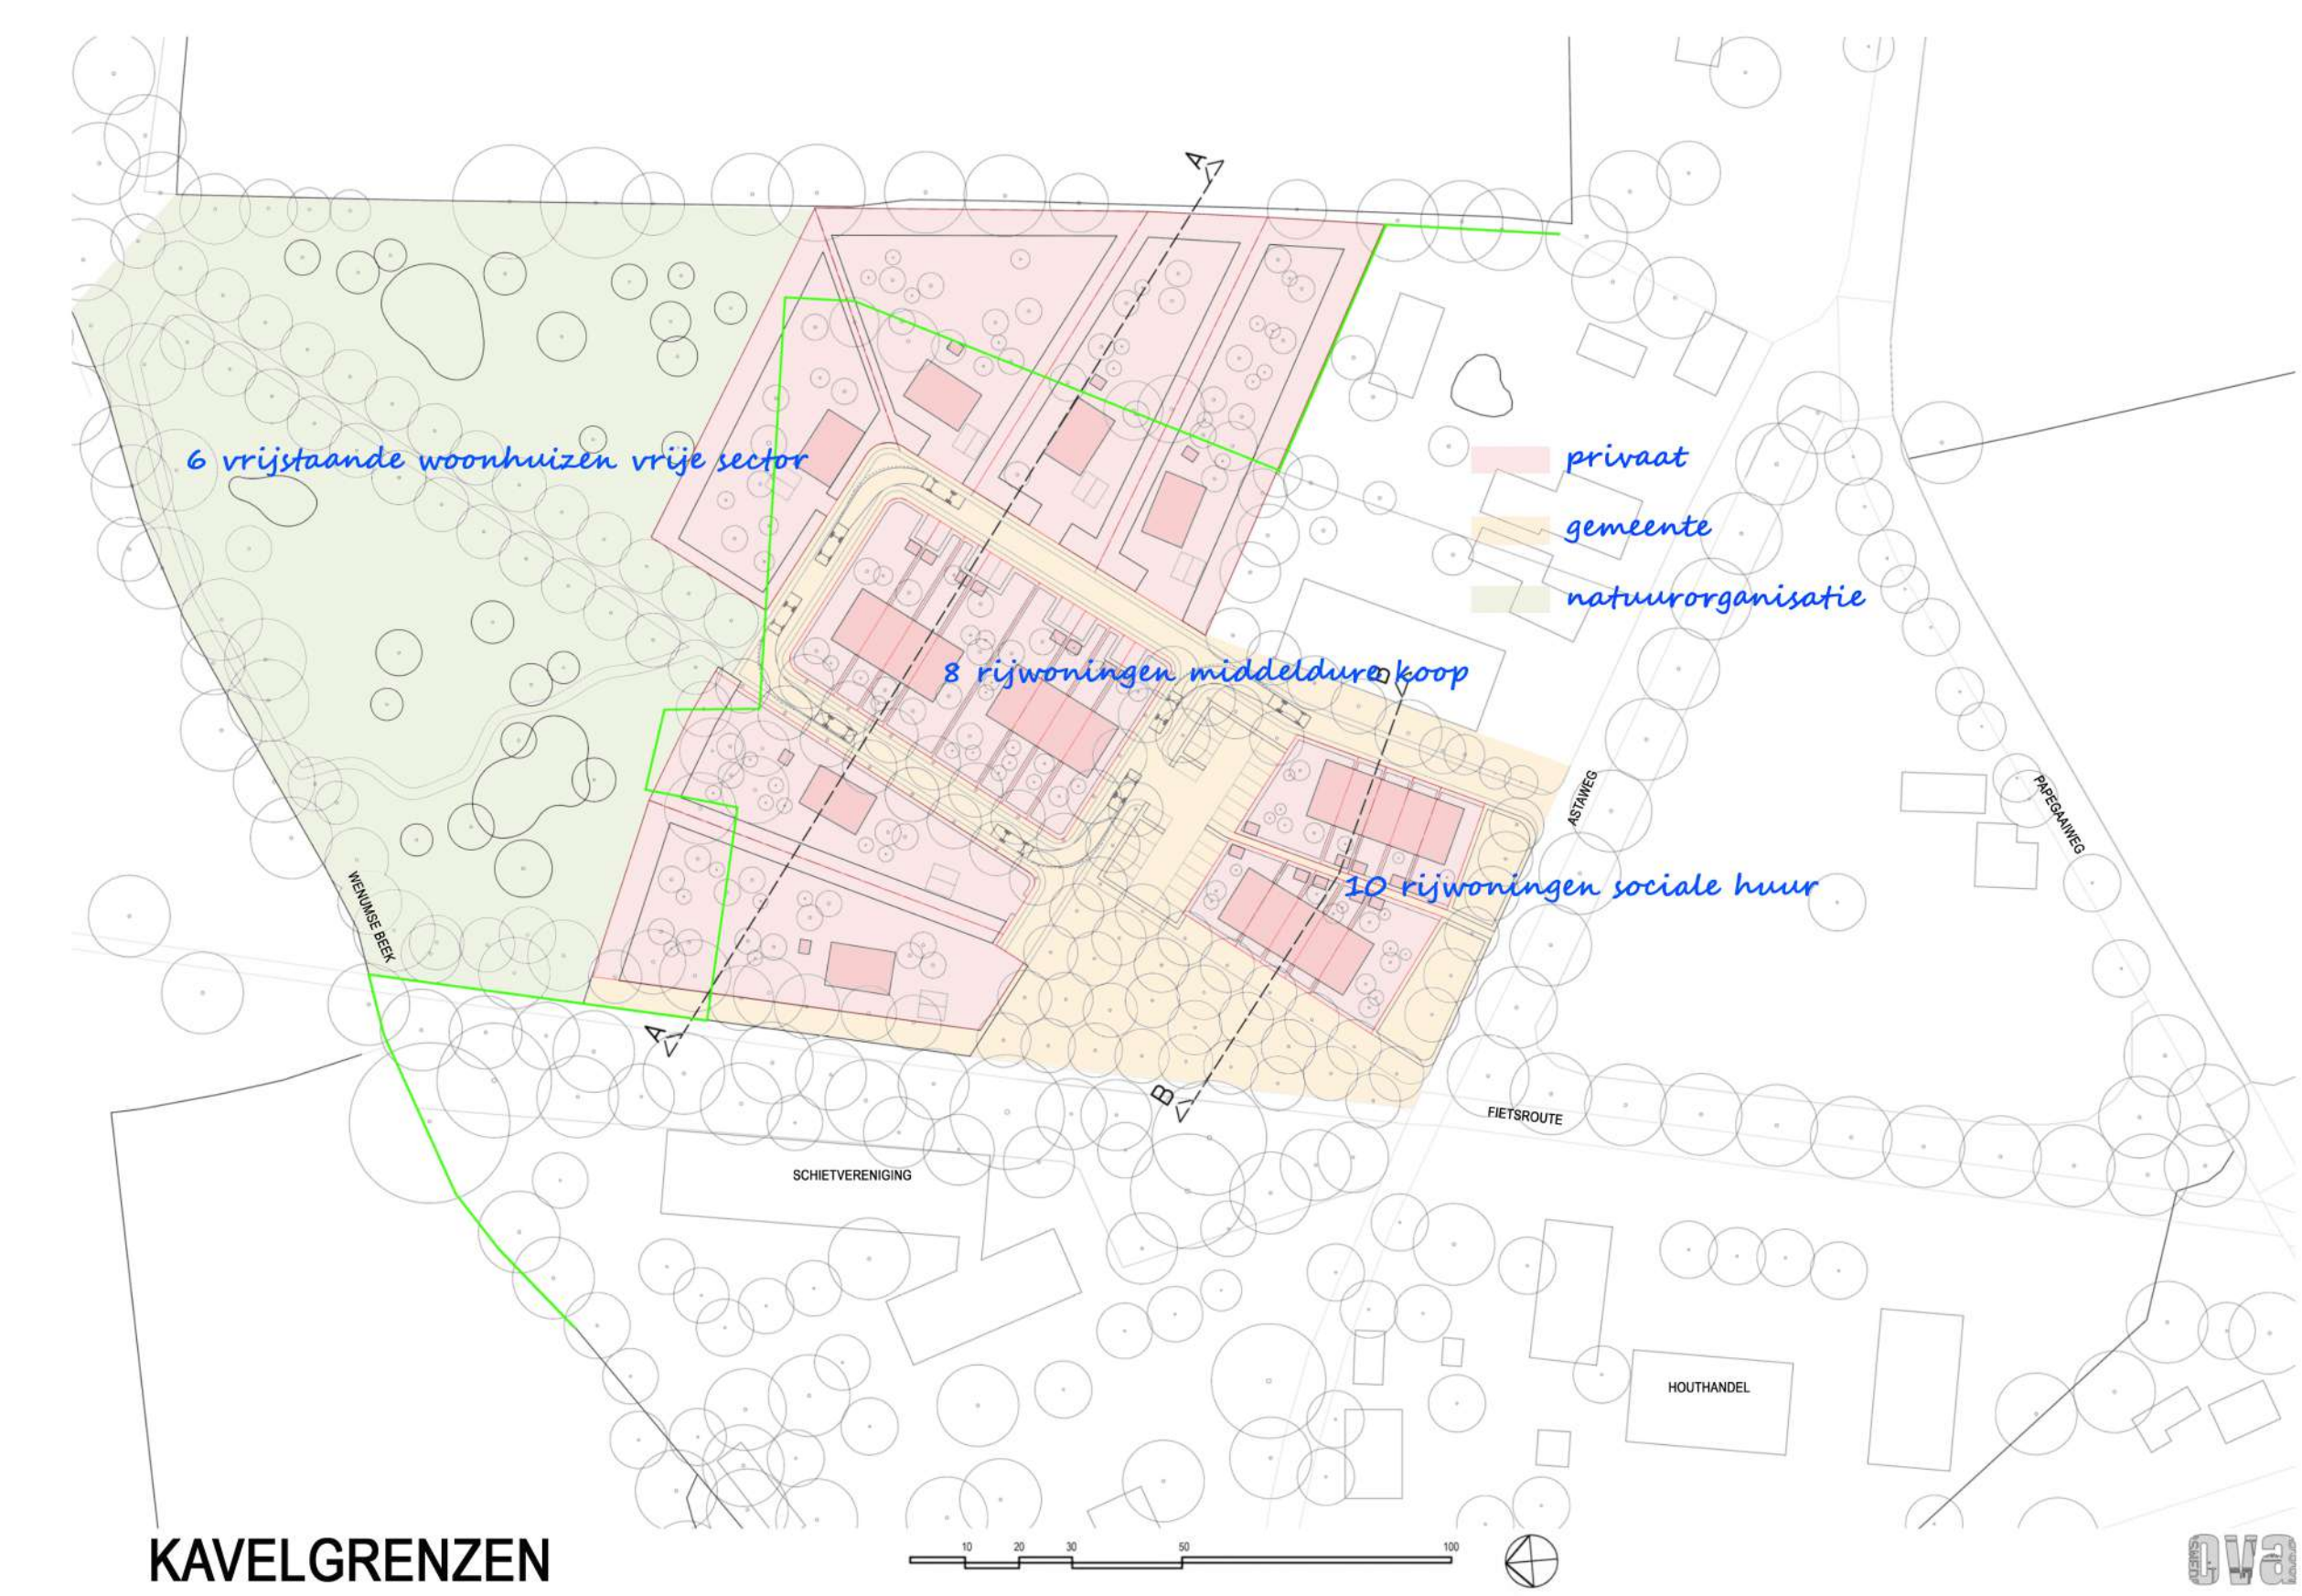 A
6 vrijstaande woonhuizen vrije sector
privaat
gemeente
natuurorganisatie
8 rijwoningen middeldure koop
B
ASTAWEG
PAPEGAAIWEG
10 rijwoningen sociale huur
WENUMSE BEEK
A
B
FIETSROUTE
SCHIETVERENIGING
HOUTHANDEL
KAVELGRENZEN
10 20 30 50 100
ova